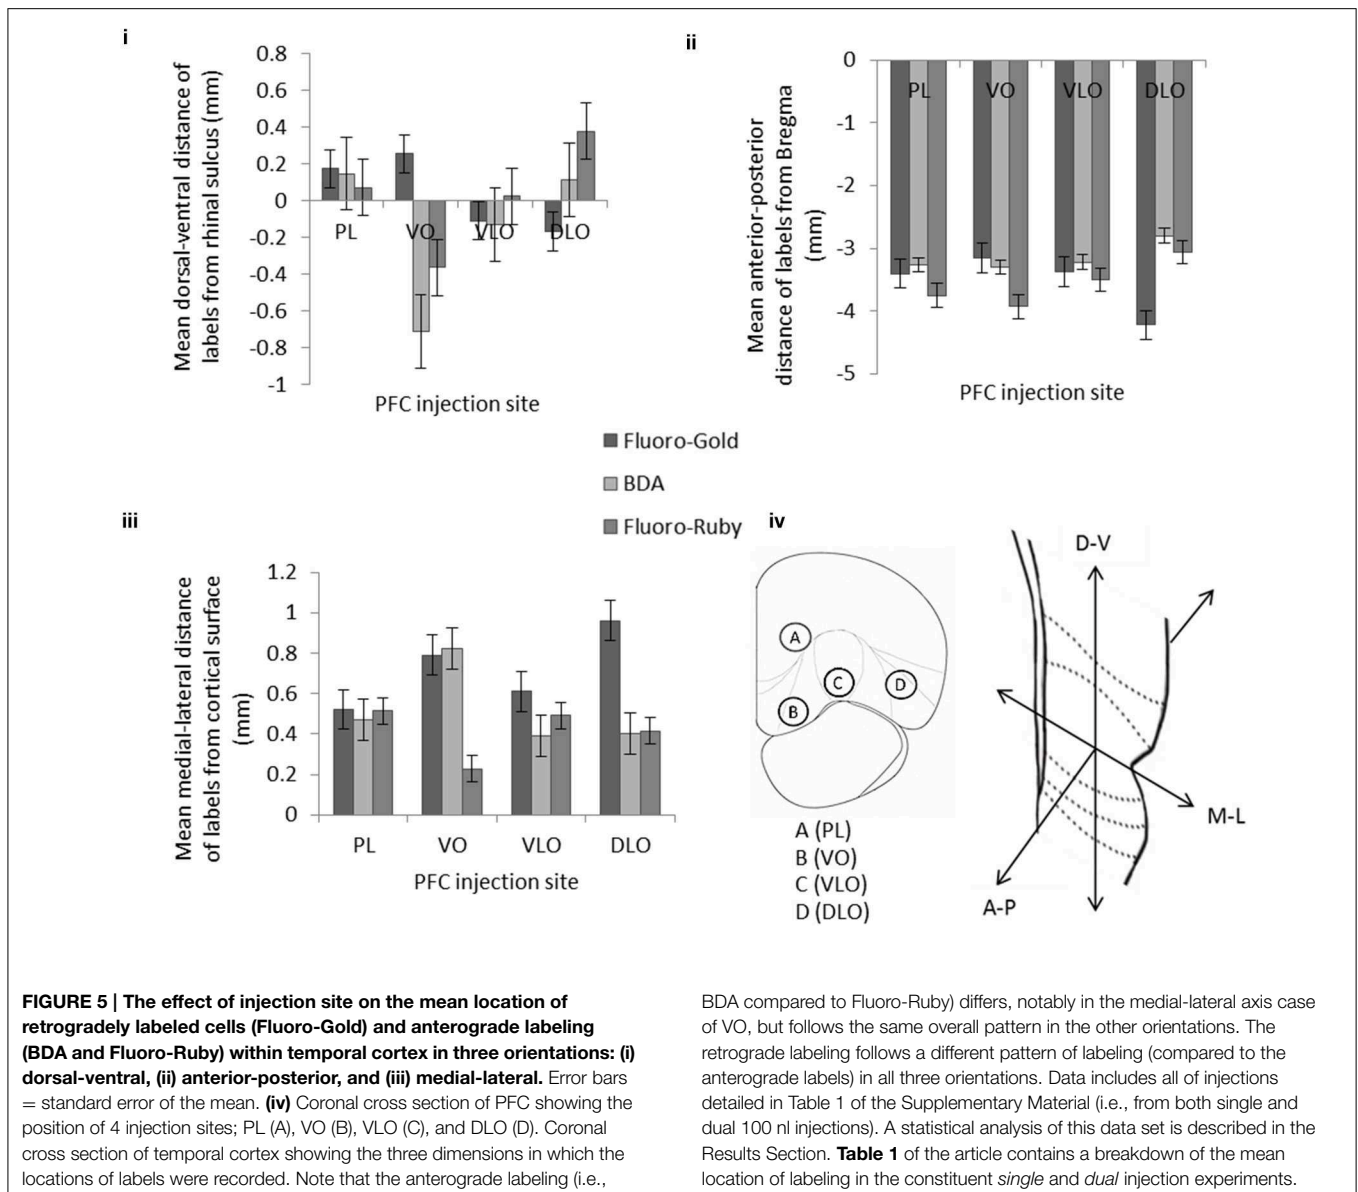 i
Mean dorsal-ventral distance of
labels from rhinal sulcus (mm)
0.8
0.6
0.4
0.2
0
-0.2
-0.4
-0.6
-0.8
-1
PL
VO
VLO
DLO
PFC injection site
ii
Mean anterior-posterior
distance of labels from Bregma
(mm)
0
-1
-2
-3
-4
-5
PL
VO
VLO
DLO
PFC injection site
Fluoro-Gold
BDA
Fluoro-Ruby
iii
Mean medial-lateral distance
of labels from cortical surface
(mm)
1.2
1
0.8
0.6
0.4
0.2
0
PL
VO
VLO
DLO
PFC injection site
iv
A
B
C
D
A (PL)
B (VO)
C (VLO)
D (DLO)
D-V
M-L
A-P
FIGURE 5 | The effect of injection site on the mean location of
retrogradely labeled cells (Fluoro-Gold) and anterograde labeling
(BDA and Fluoro-Ruby) within temporal cortex in three orientations: (i)
dorsal-ventral, (ii) anterior-posterior, and (iii) medial-lateral. Error bars
= standard error of the mean. (iv) Coronal cross section of PFC showing the
position of 4 injection sites; PL (A), VO (B), VLO (C), and DLO (D). Coronal
cross section of temporal cortex showing the three dimensions in which the
locations of labels were recorded. Note that the anterograde labeling (i.e.,
BDA compared to Fluoro-Ruby) differs, notably in the medial-lateral axis case
of VO, but follows the same overall pattern in the other orientations. The
retrograde labeling follows a different pattern of labeling (compared to the
anterograde labels) in all three orientations. Data includes all of injections
detailed in Table 1 of the Supplementary Material (i.e., from both single and
dual 100 nl injections). A statistical analysis of this data set is described in the
Results Section. Table 1 of the article contains a breakdown of the mean
location of labeling in the constituent single and dual injection experiments.